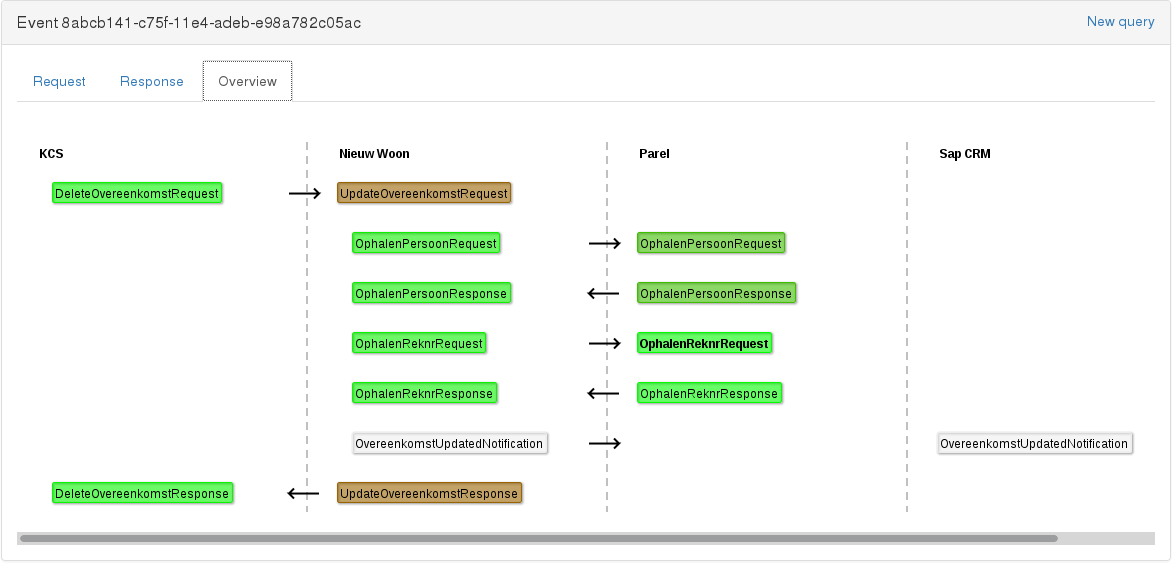 Event 8abcb141-c75f-11e4-adeb-e98a782c05ac New query
Request Response Overview
KCS Nieuw Woon Parel Sap CRM
DeleteOvereenkomstRequest UpdateOvereenkomstRequest
OphalenPersoonRequest OphalenPersoonRequest
OphalenPersoonResponse OphalenPersoonResponse
OphalenReknrRequest OphalenReknrRequest
OphalenReknrResponse OphalenReknrResponse
OvereenkomstUpdatedNotification OvereenkomstUpdatedNotification
DeleteOvereenkomstResponse UpdateOvereenkomstResponse